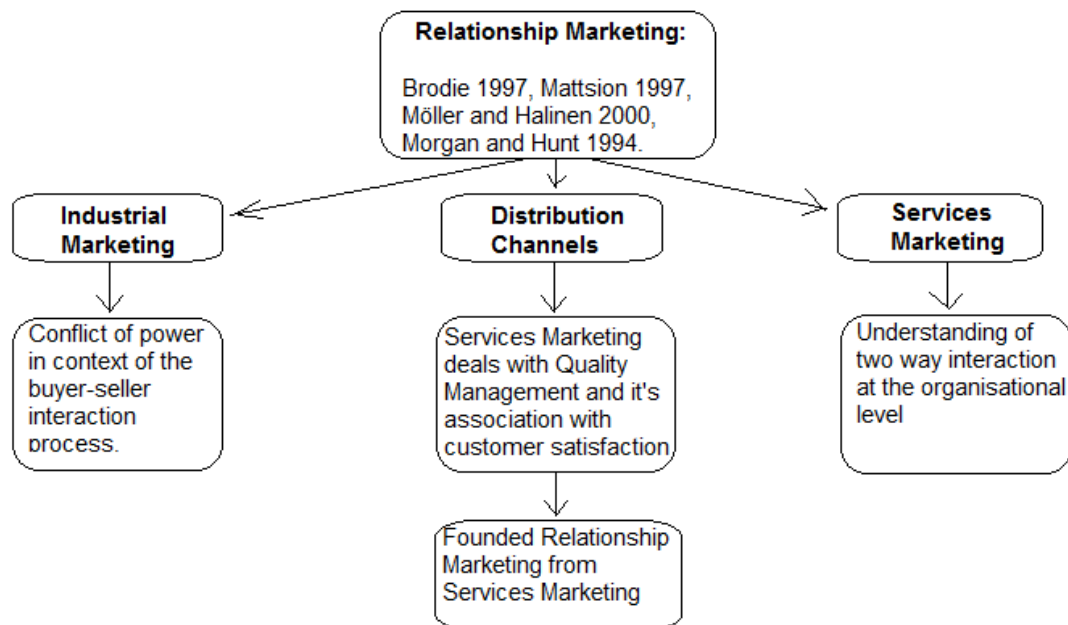 Relationship Marketing:
Brodie 1997, Mattsion 1997,
Möller and Halinen 2000,
Morgan and Hunt 1994.
Industrial
Marketing
Distribution
Channels
Services
Marketing
Conflict of power
in context of the
buyer-seller
interaction
process.
Services Marketing
deals with Quality
Management and it's
association with
customer satisfaction
Understanding of
two way interaction
at the organisational
level
Founded Relationship
Marketing from
Services Marketing